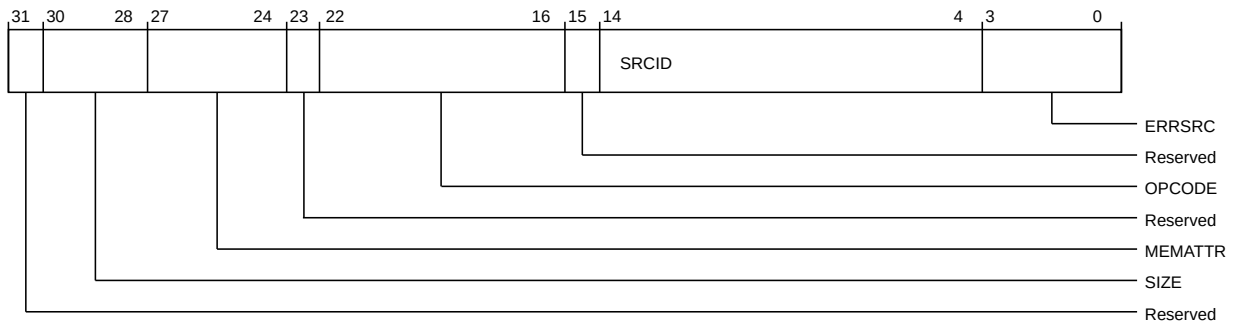 31 30 28 27 24 23 22 16 15 14 4 3 0
SRCID
ERRSRC
Reserved
OPCODE
Reserved
MEMATTR
SIZE
Reserved